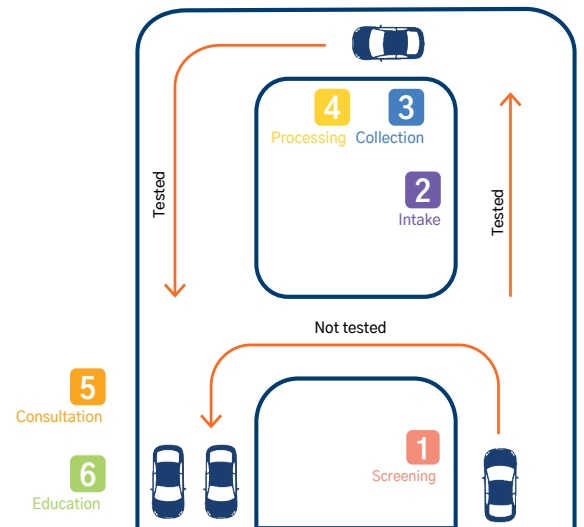 4
Processing
3
Collection
2
Intake
Tested
Tested
Not tested
5
Consultation
6
Education
1
Screening